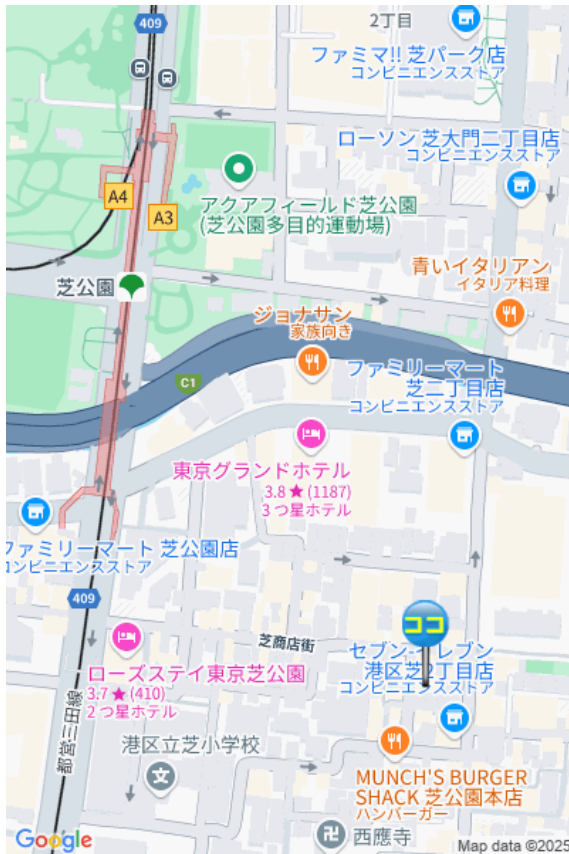 409
2丁目
ファミマ!! 芝パーク店
コンビニエンスストア
ローソン 芝大門二丁目店
コンビニエンスストア
A4
A3
アクアフィールド芝公園
(芝公園多目的運動場)
芝公園
青いイタリアン
イタリア料理
ジョナサン
家族向き
C1
ファミリーマート
芝二丁目店
コンビニエンスストア
東京グランドホテル
3.8★(1187)
3 つ星ホテル
ファミリーマート 芝公園店
コンビニエンスストア
409
芝商店街
ココ
セブン-イレブン
港区芝2丁目店
コンビニエンスストア
ローズステイ東京芝公園
3.7★(410)
2 つ星ホテル
都営三田線
港区立芝小学校
文
MUNCH'S BURGER
SHACK 芝公園本店
ハンバーガー
西應寺
Google
Map data ©2025